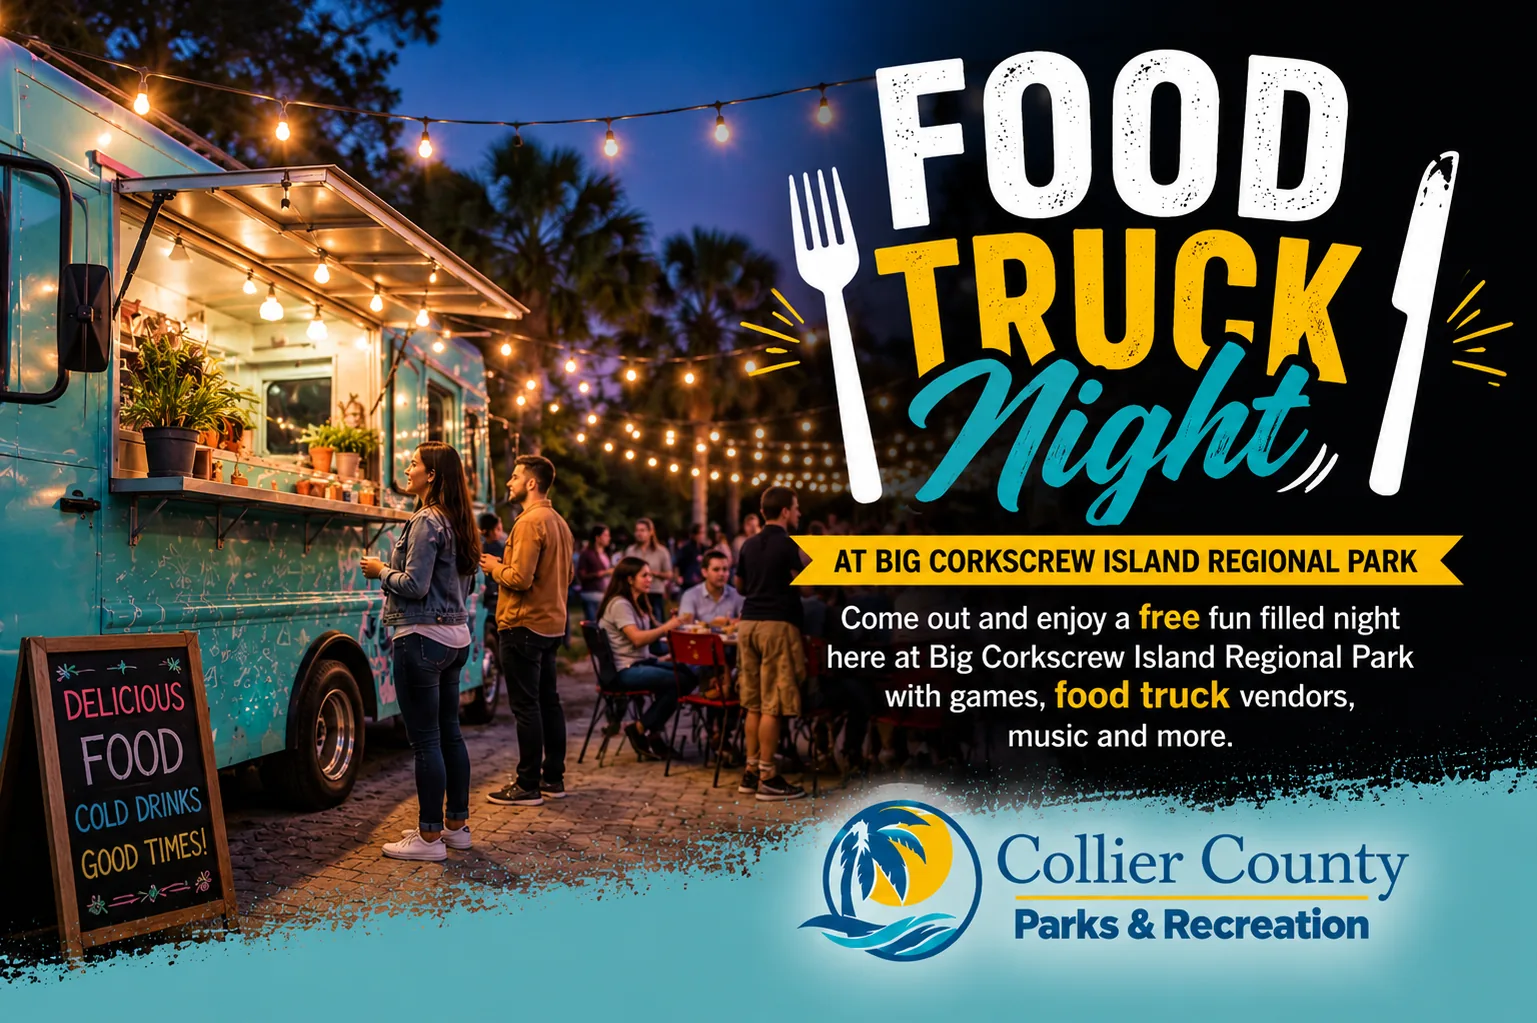 FOOD
TRUCK
Night
AT BIG CORKSCREW ISLAND REGIONAL PARK
Come out and enjoy a free fun filled night
here at Big Corkscrew Island Regional Park
with games, food truck vendors,
music and more.
DELICIOUS
FOOD
COLD DRINKS
GOOD TIMES!
Collier County
Parks & Recreation